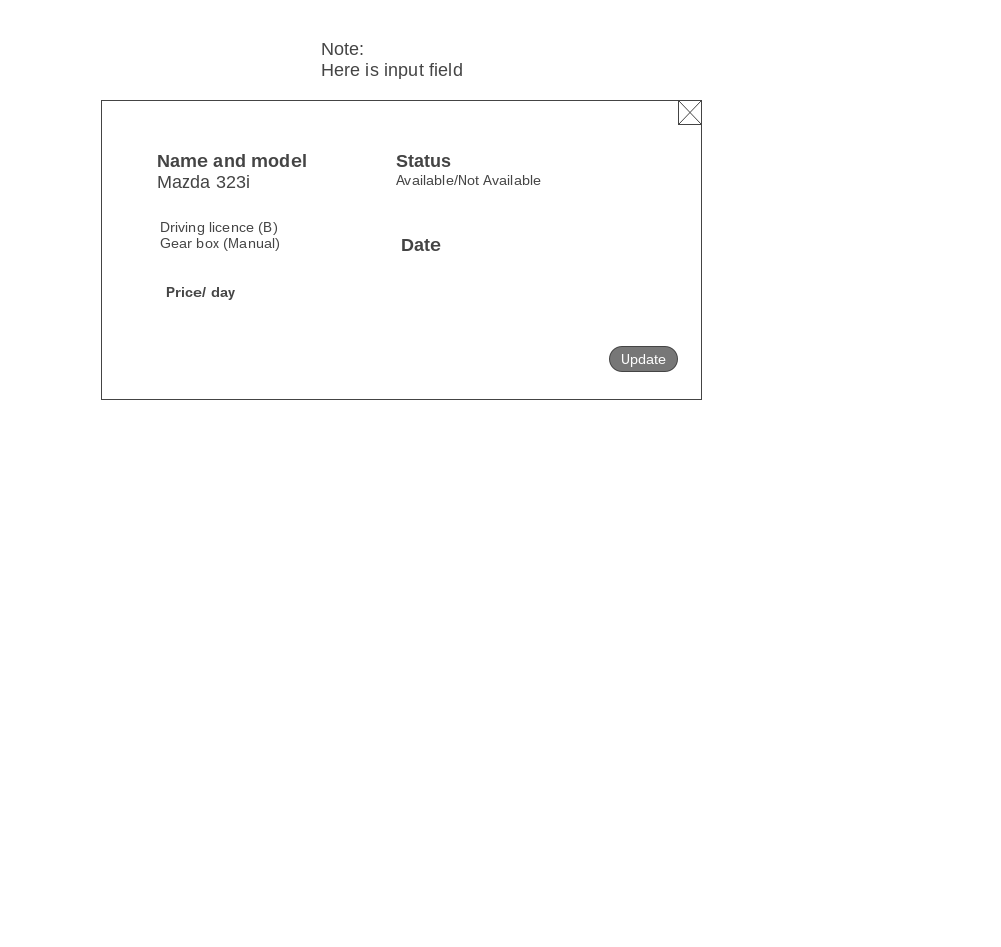 Note:
Here is input field
Name and model
Mazda 323i
Status
Available/Not Available
Driving licence (B)
Gear box (Manual)
Date
Price/ day
Update